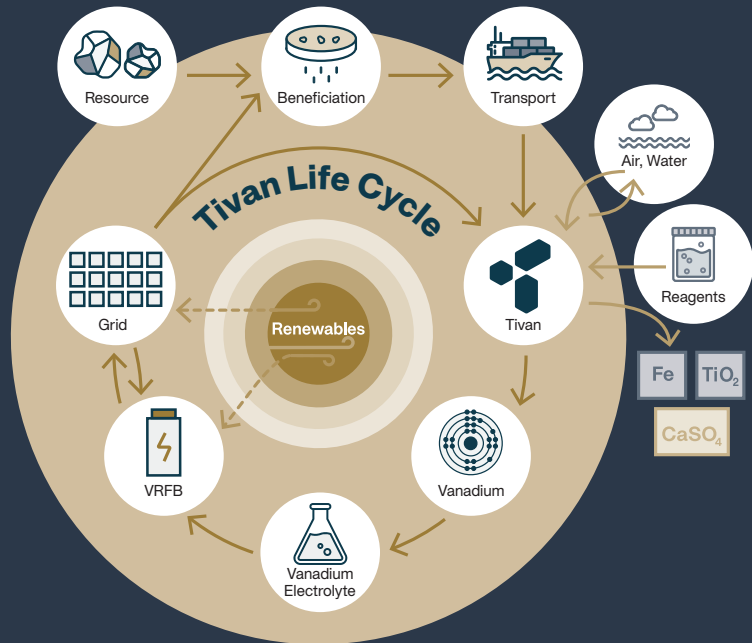 Resource
Beneficiation
Transport
Air, Water
Tivan Life Cycle
Grid
Renewables
Tivan
Reagents
Fe
TiO₂
CaSO₄
VRFB
Vanadium
Vanadium
Electrolyte